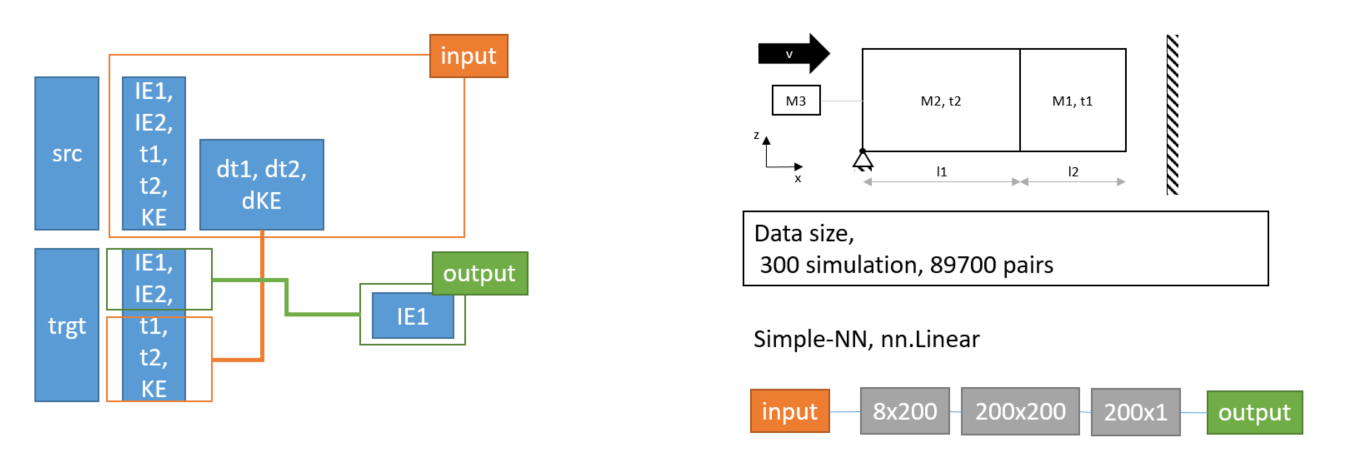 input
src
IE1,
IE2,
t1,
t2,
KE
dt1, dt2,
dKE
trgt
IE1,
IE2,
t1,
t2,
KE
output
IE1
v
M3
M2, t2
M1, t1
z
x
l1
l2
Data size,
300 simulation, 89700 pairs
Simple-NN, nn.Linear
input
8x200
200x200
200x1
output